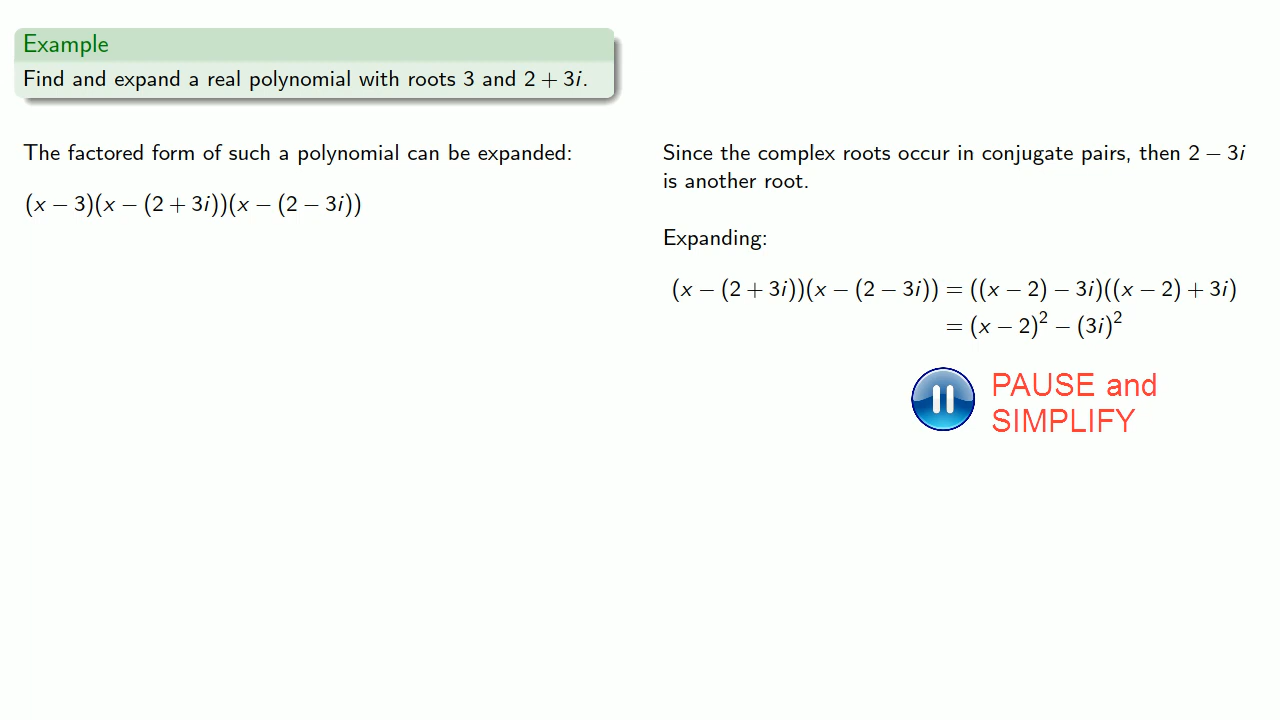 Example
Find and expand a real polynomial with roots 3 and 2 + 3i.
The factored form of such a polynomial can be expanded:
(x − 3)(x − (2 + 3i))(x − (2 − 3i))
Since the complex roots occur in conjugate pairs, then 2 − 3i
is another root.
Expanding:
(x − (2 + 3i))(x − (2 − 3i)) = ((x − 2) − 3i)((x − 2) + 3i)
= (x − 2)² − (3i)²
PAUSE and
SIMPLIFY